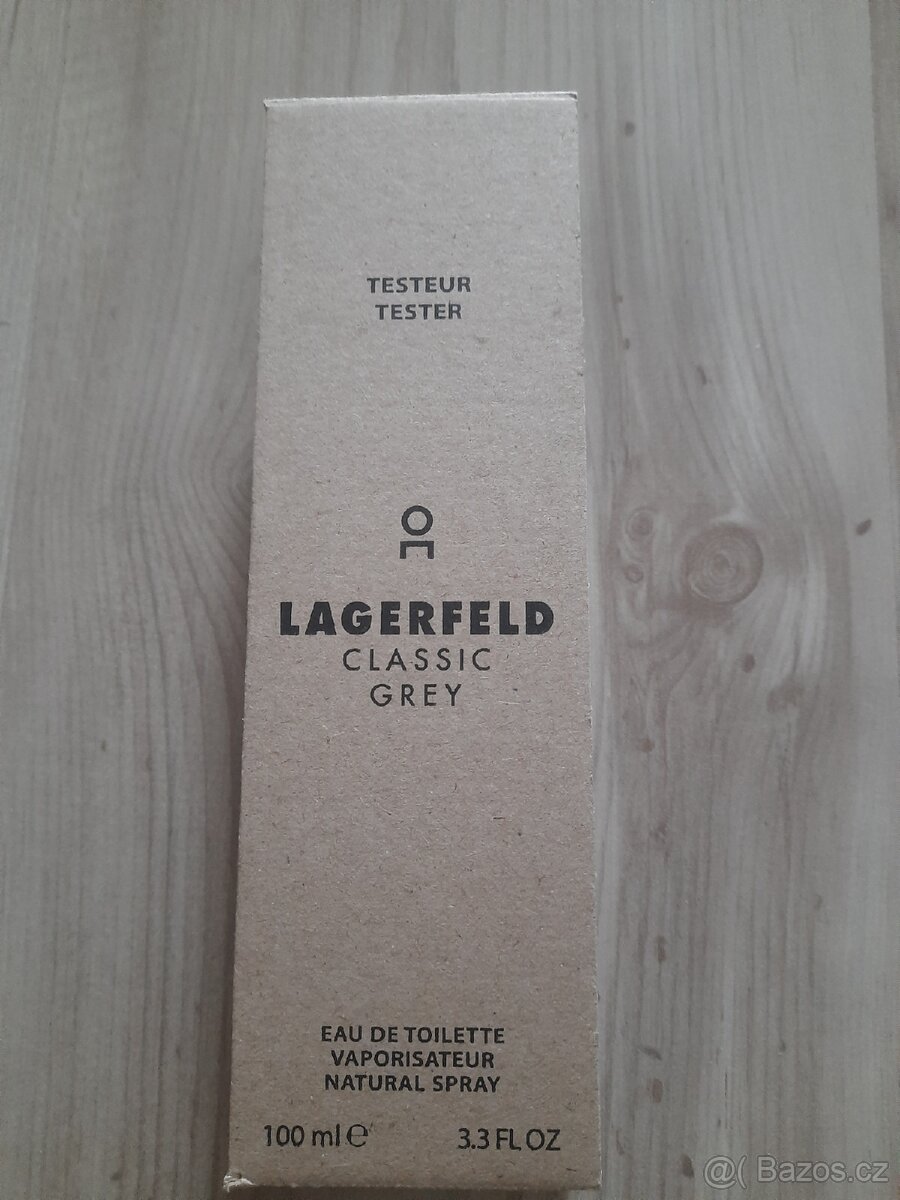 TESTEUR
TESTER
LAGERFELD
CLASSIC
GREY
EAU DE TOILETTE
VAPORISATEUR
NATURAL SPRAY
100 ml ℮ 3.3 FL OZ
@( Bazos.cz